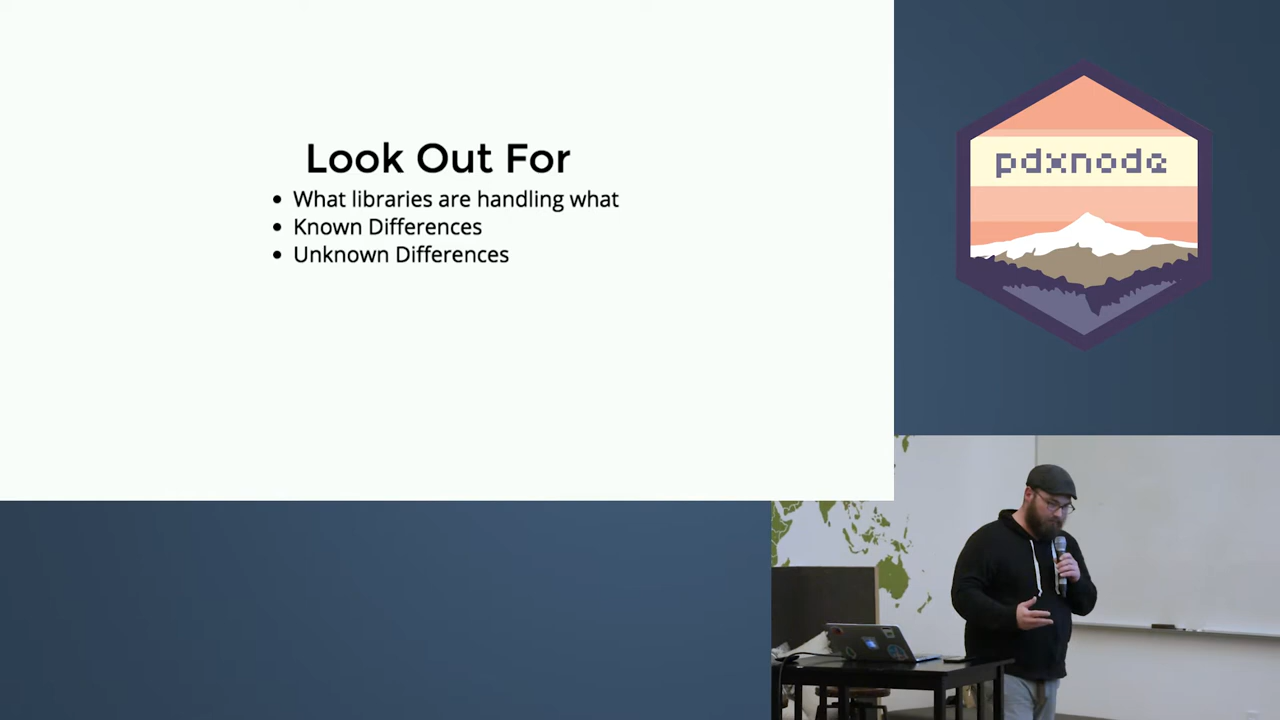 Look Out For
• What libraries are handling what
• Known Differences
• Unknown Differences
pdxnode